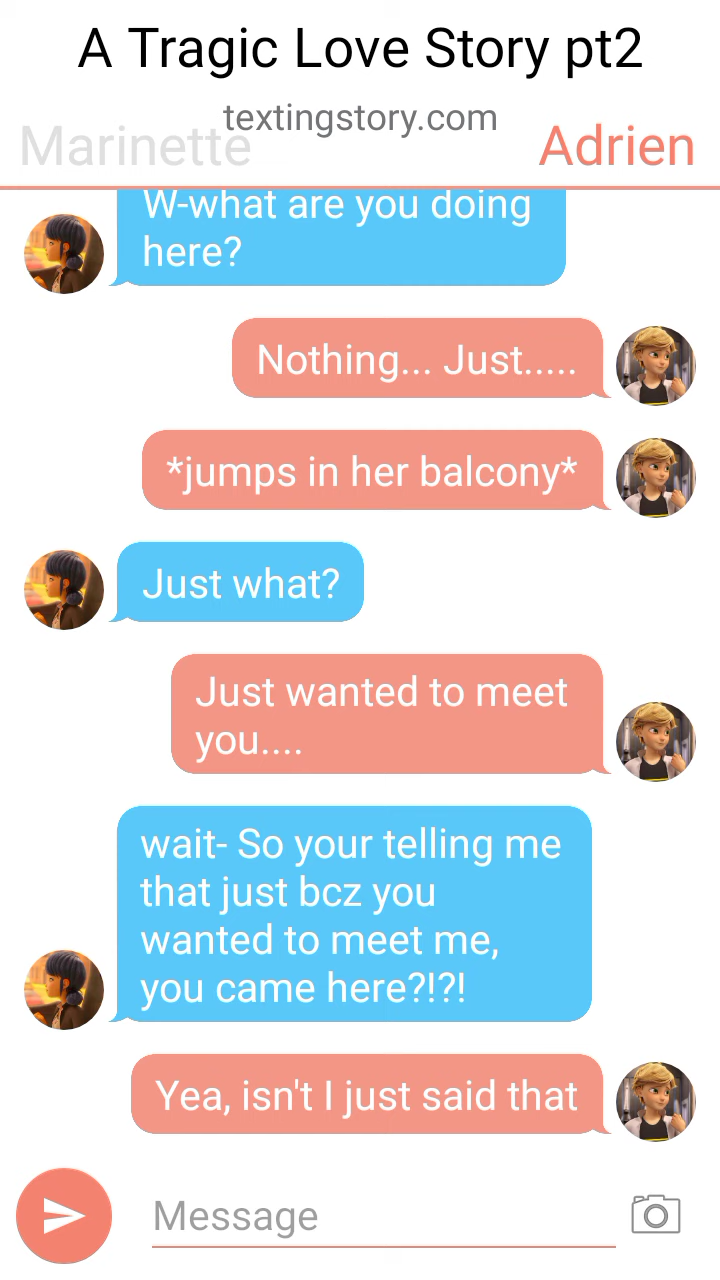 A Tragic Love Story pt2
textingstory.com
Marinette
Adrien
W-what are you doing
here?
Nothing... Just.....
*jumps in her balcony*
Just what?
Just wanted to meet
you....
wait- So your telling me
that just bcz you
wanted to meet me,
you came here?!?!
Yea, isn't I just said that
Message